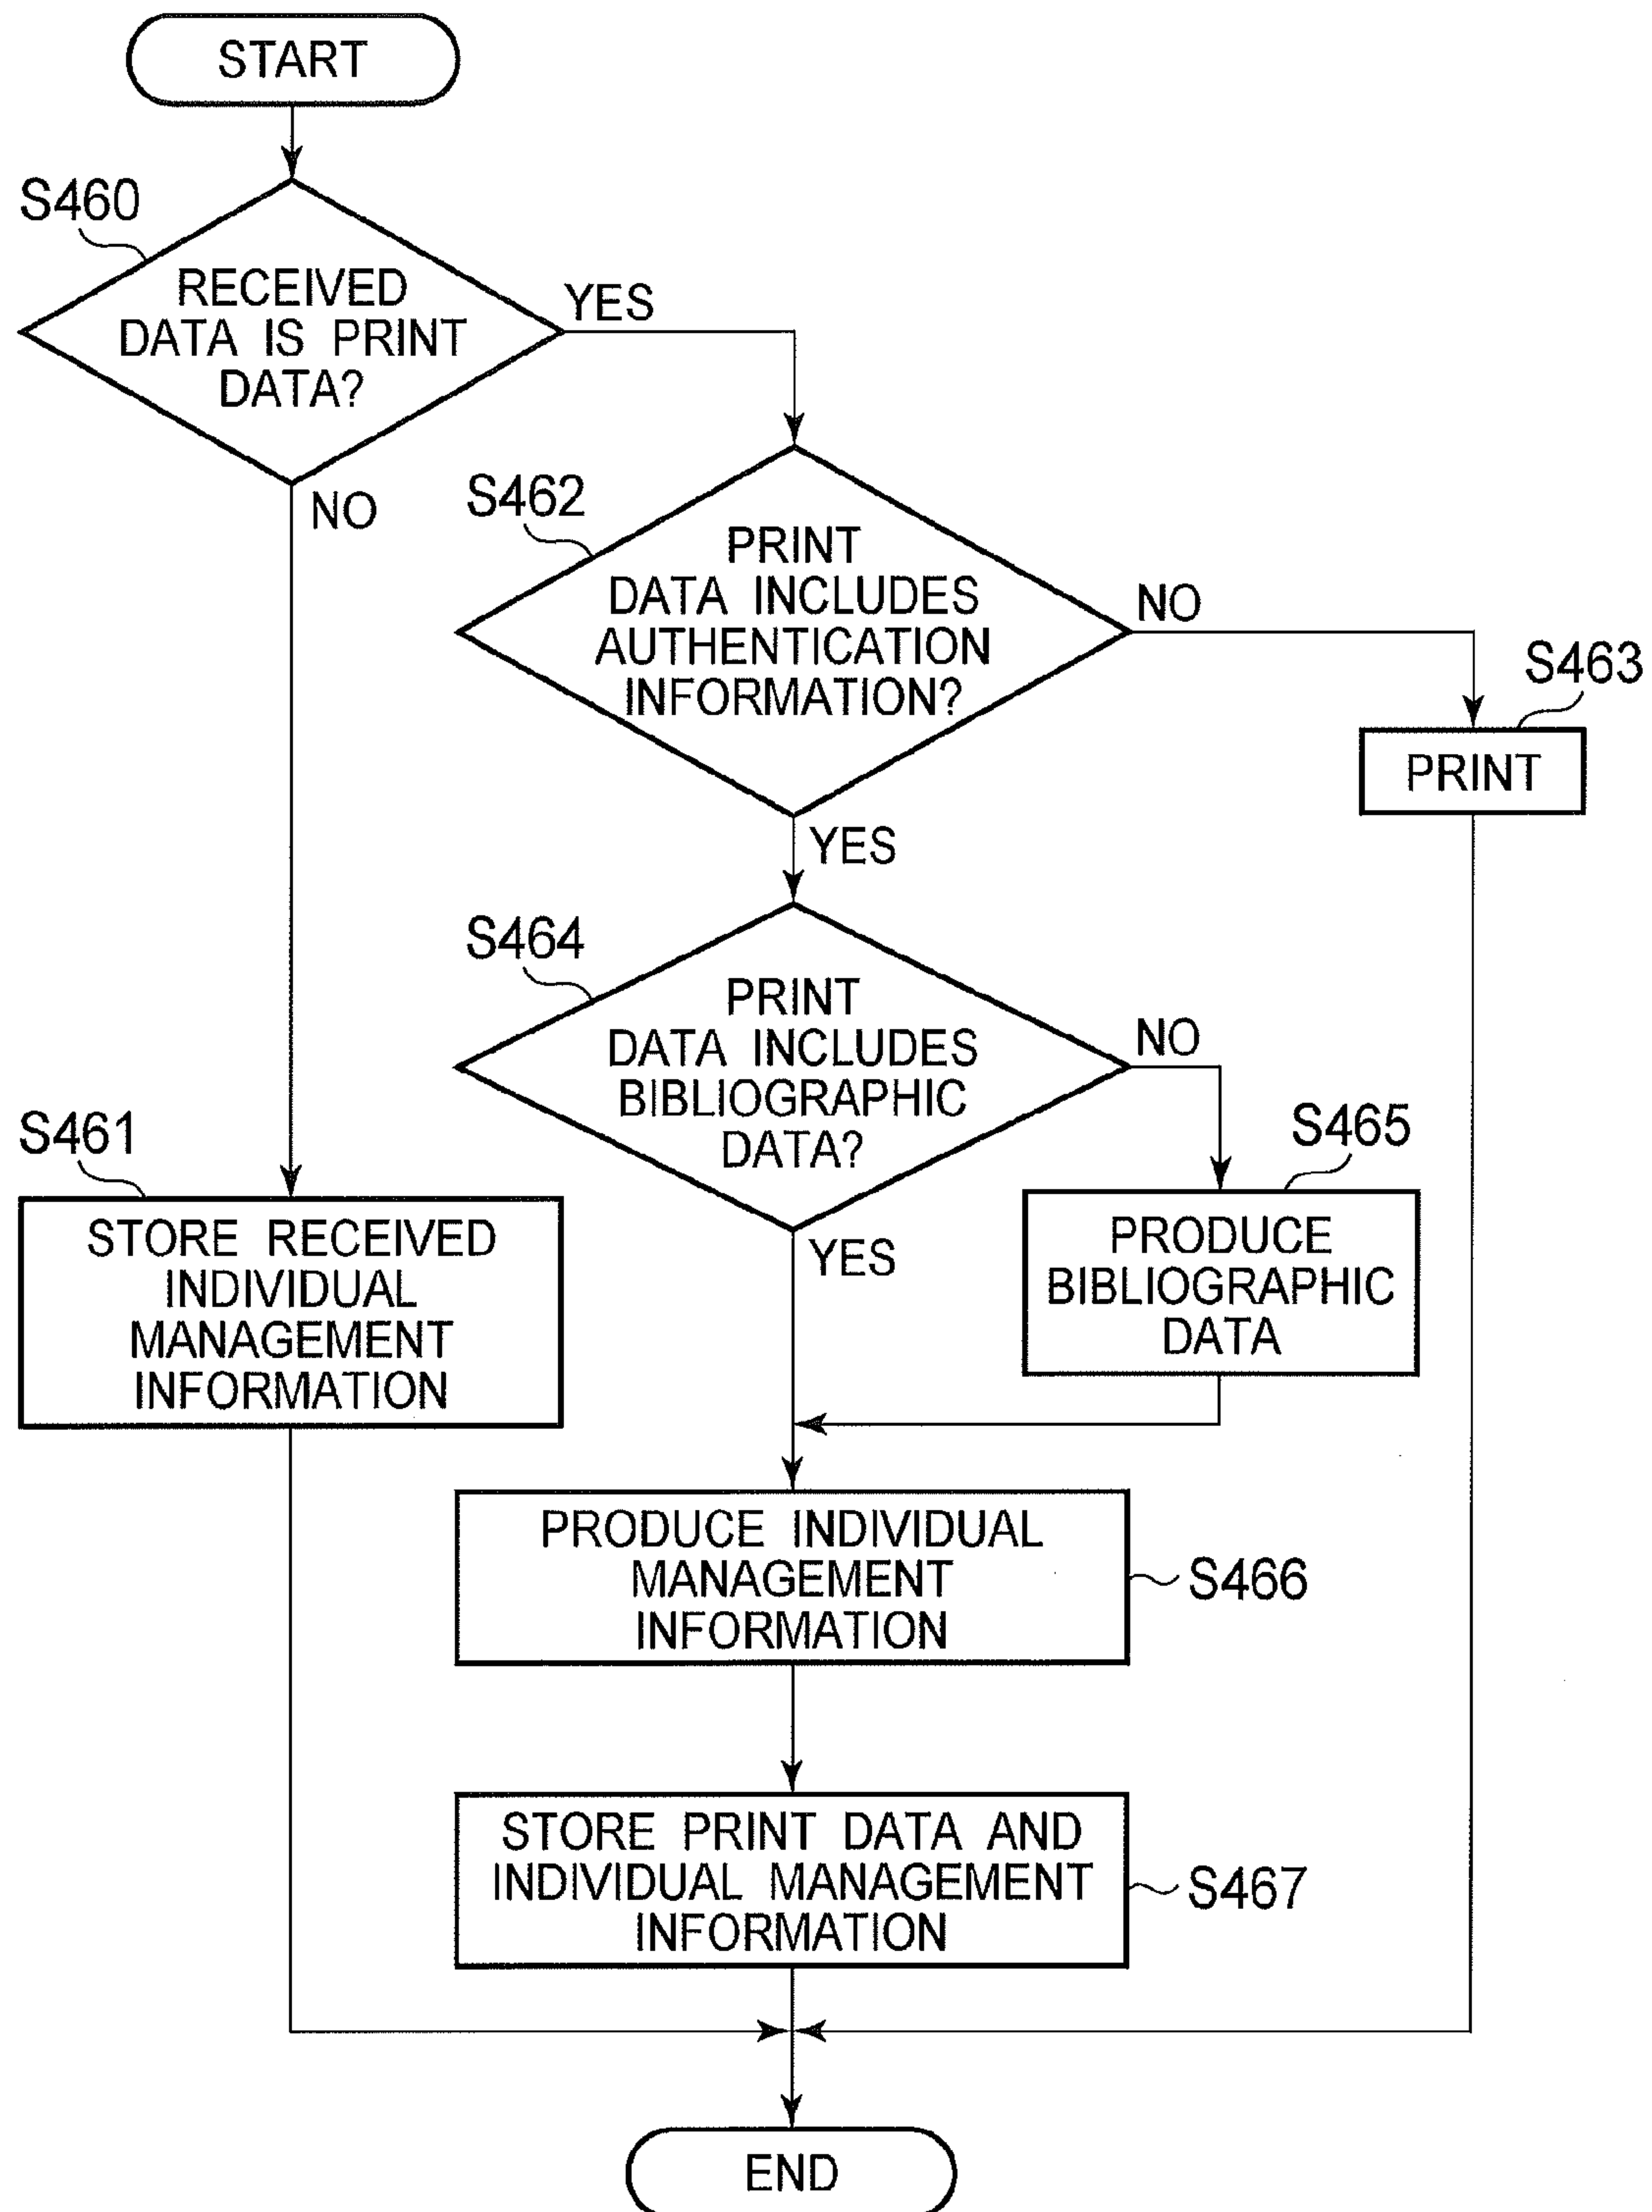 START
S460
RECEIVED
DATA IS PRINT
DATA?
YES
NO
S462
PRINT
DATA INCLUDES
AUTHENTICATION
INFORMATION?
NO
S463
PRINT
YES
S464
PRINT
DATA INCLUDES
BIBLIOGRAPHIC
DATA?
NO
S465
PRODUCE
BIBLIOGRAPHIC
DATA
YES
S461
STORE RECEIVED
INDIVIDUAL
MANAGEMENT
INFORMATION
PRODUCE INDIVIDUAL
MANAGEMENT
INFORMATION
S466
STORE PRINT DATA AND
INDIVIDUAL MANAGEMENT
INFORMATION
S467
END